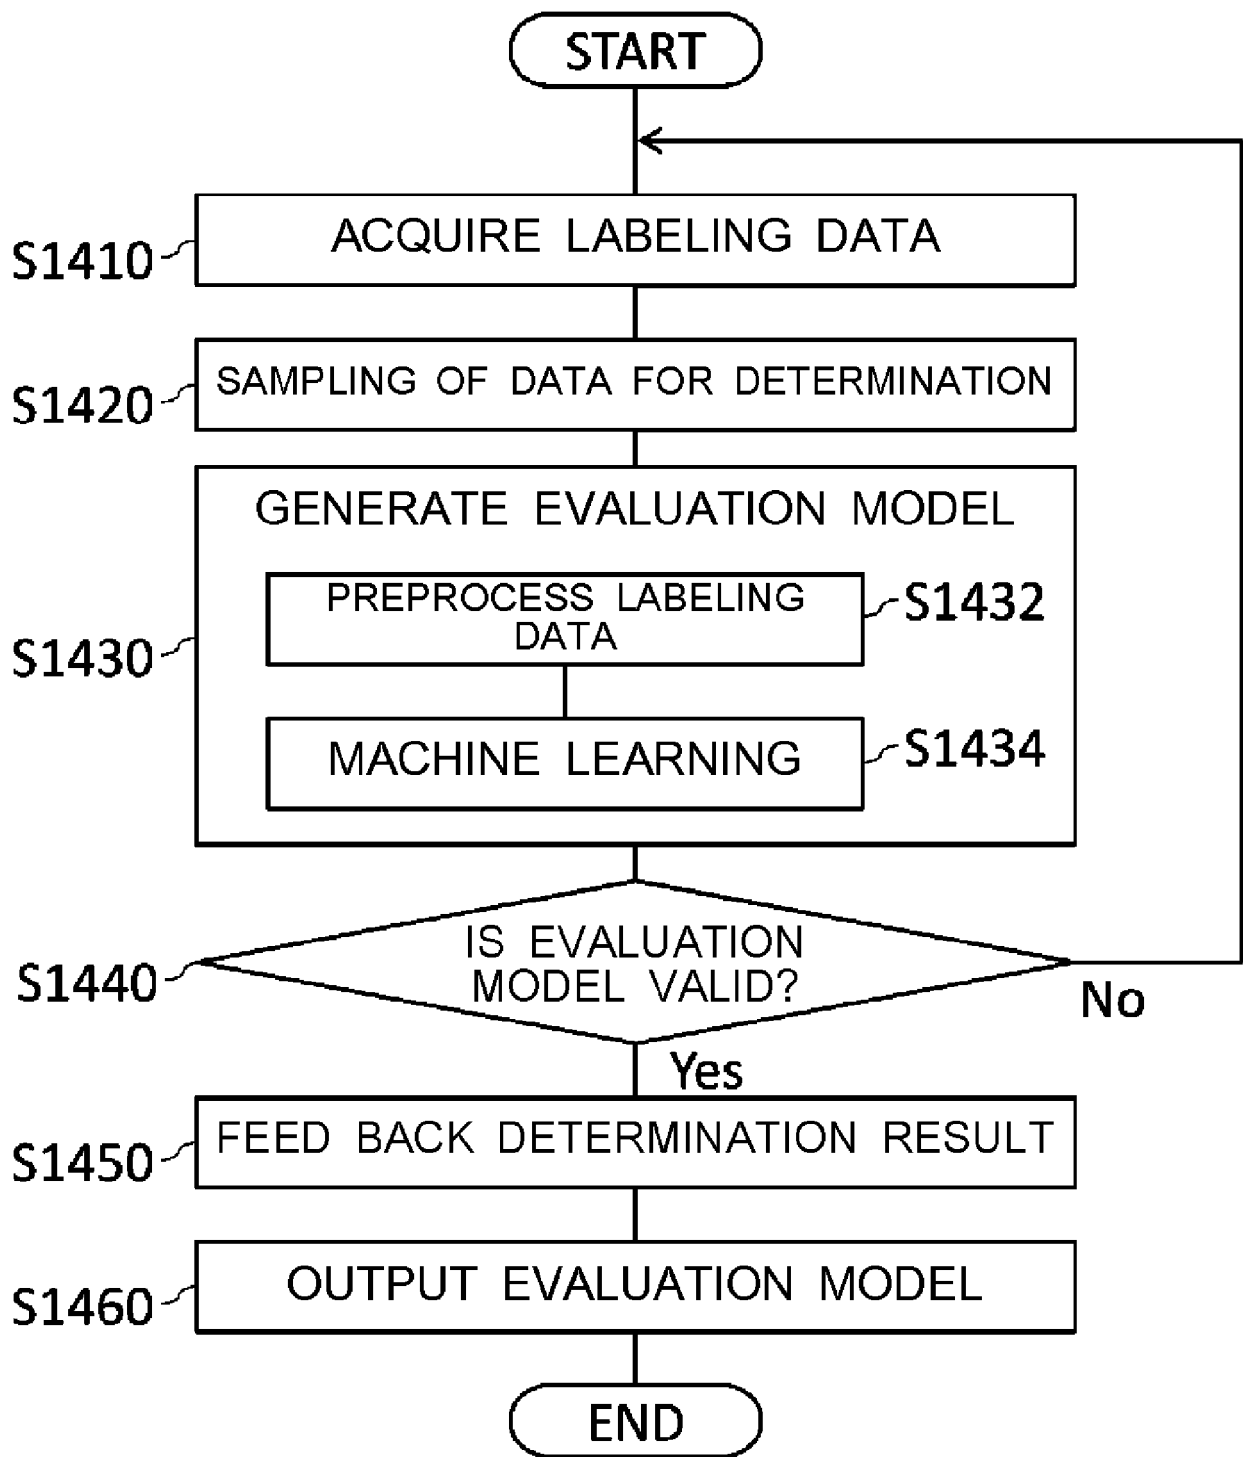 START
ACQUIRE LABELING DATA
S1410
SAMPLING OF DATA FOR DETERMINATION
S1420
GENERATE EVALUATION MODEL
PREPROCESS LABELING
DATA
S1432
S1430
MACHINE LEARNING
S1434
IS EVALUATION
MODEL VALID?
S1440
No
Yes
FEED BACK DETERMINATION RESULT
S1450
OUTPUT EVALUATION MODEL
S1460
END